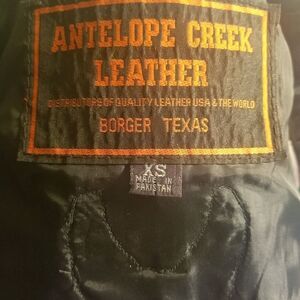 ANTELOPE CREEK
LEATHER
DISTRIBUTORS OF QUALITY LEATHER USA & THE WORLD
BORGER TEXAS
XS
MADE IN
PAKISTAN